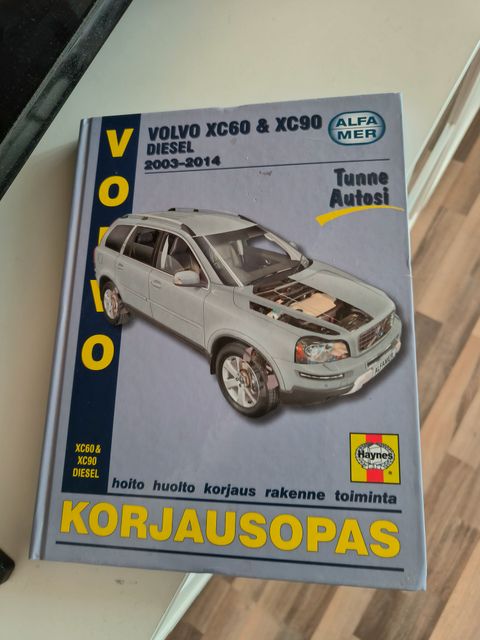 VOLVO
VOLVO XC60 & XC90
DIESEL
2003-2014
ALFA
MER
Tunne
Autosi
ALFAMER
XC60 &
XC90
DIESEL
Haynes
hoito huolto korjaus rakenne toiminta
KORJAUSOPAS